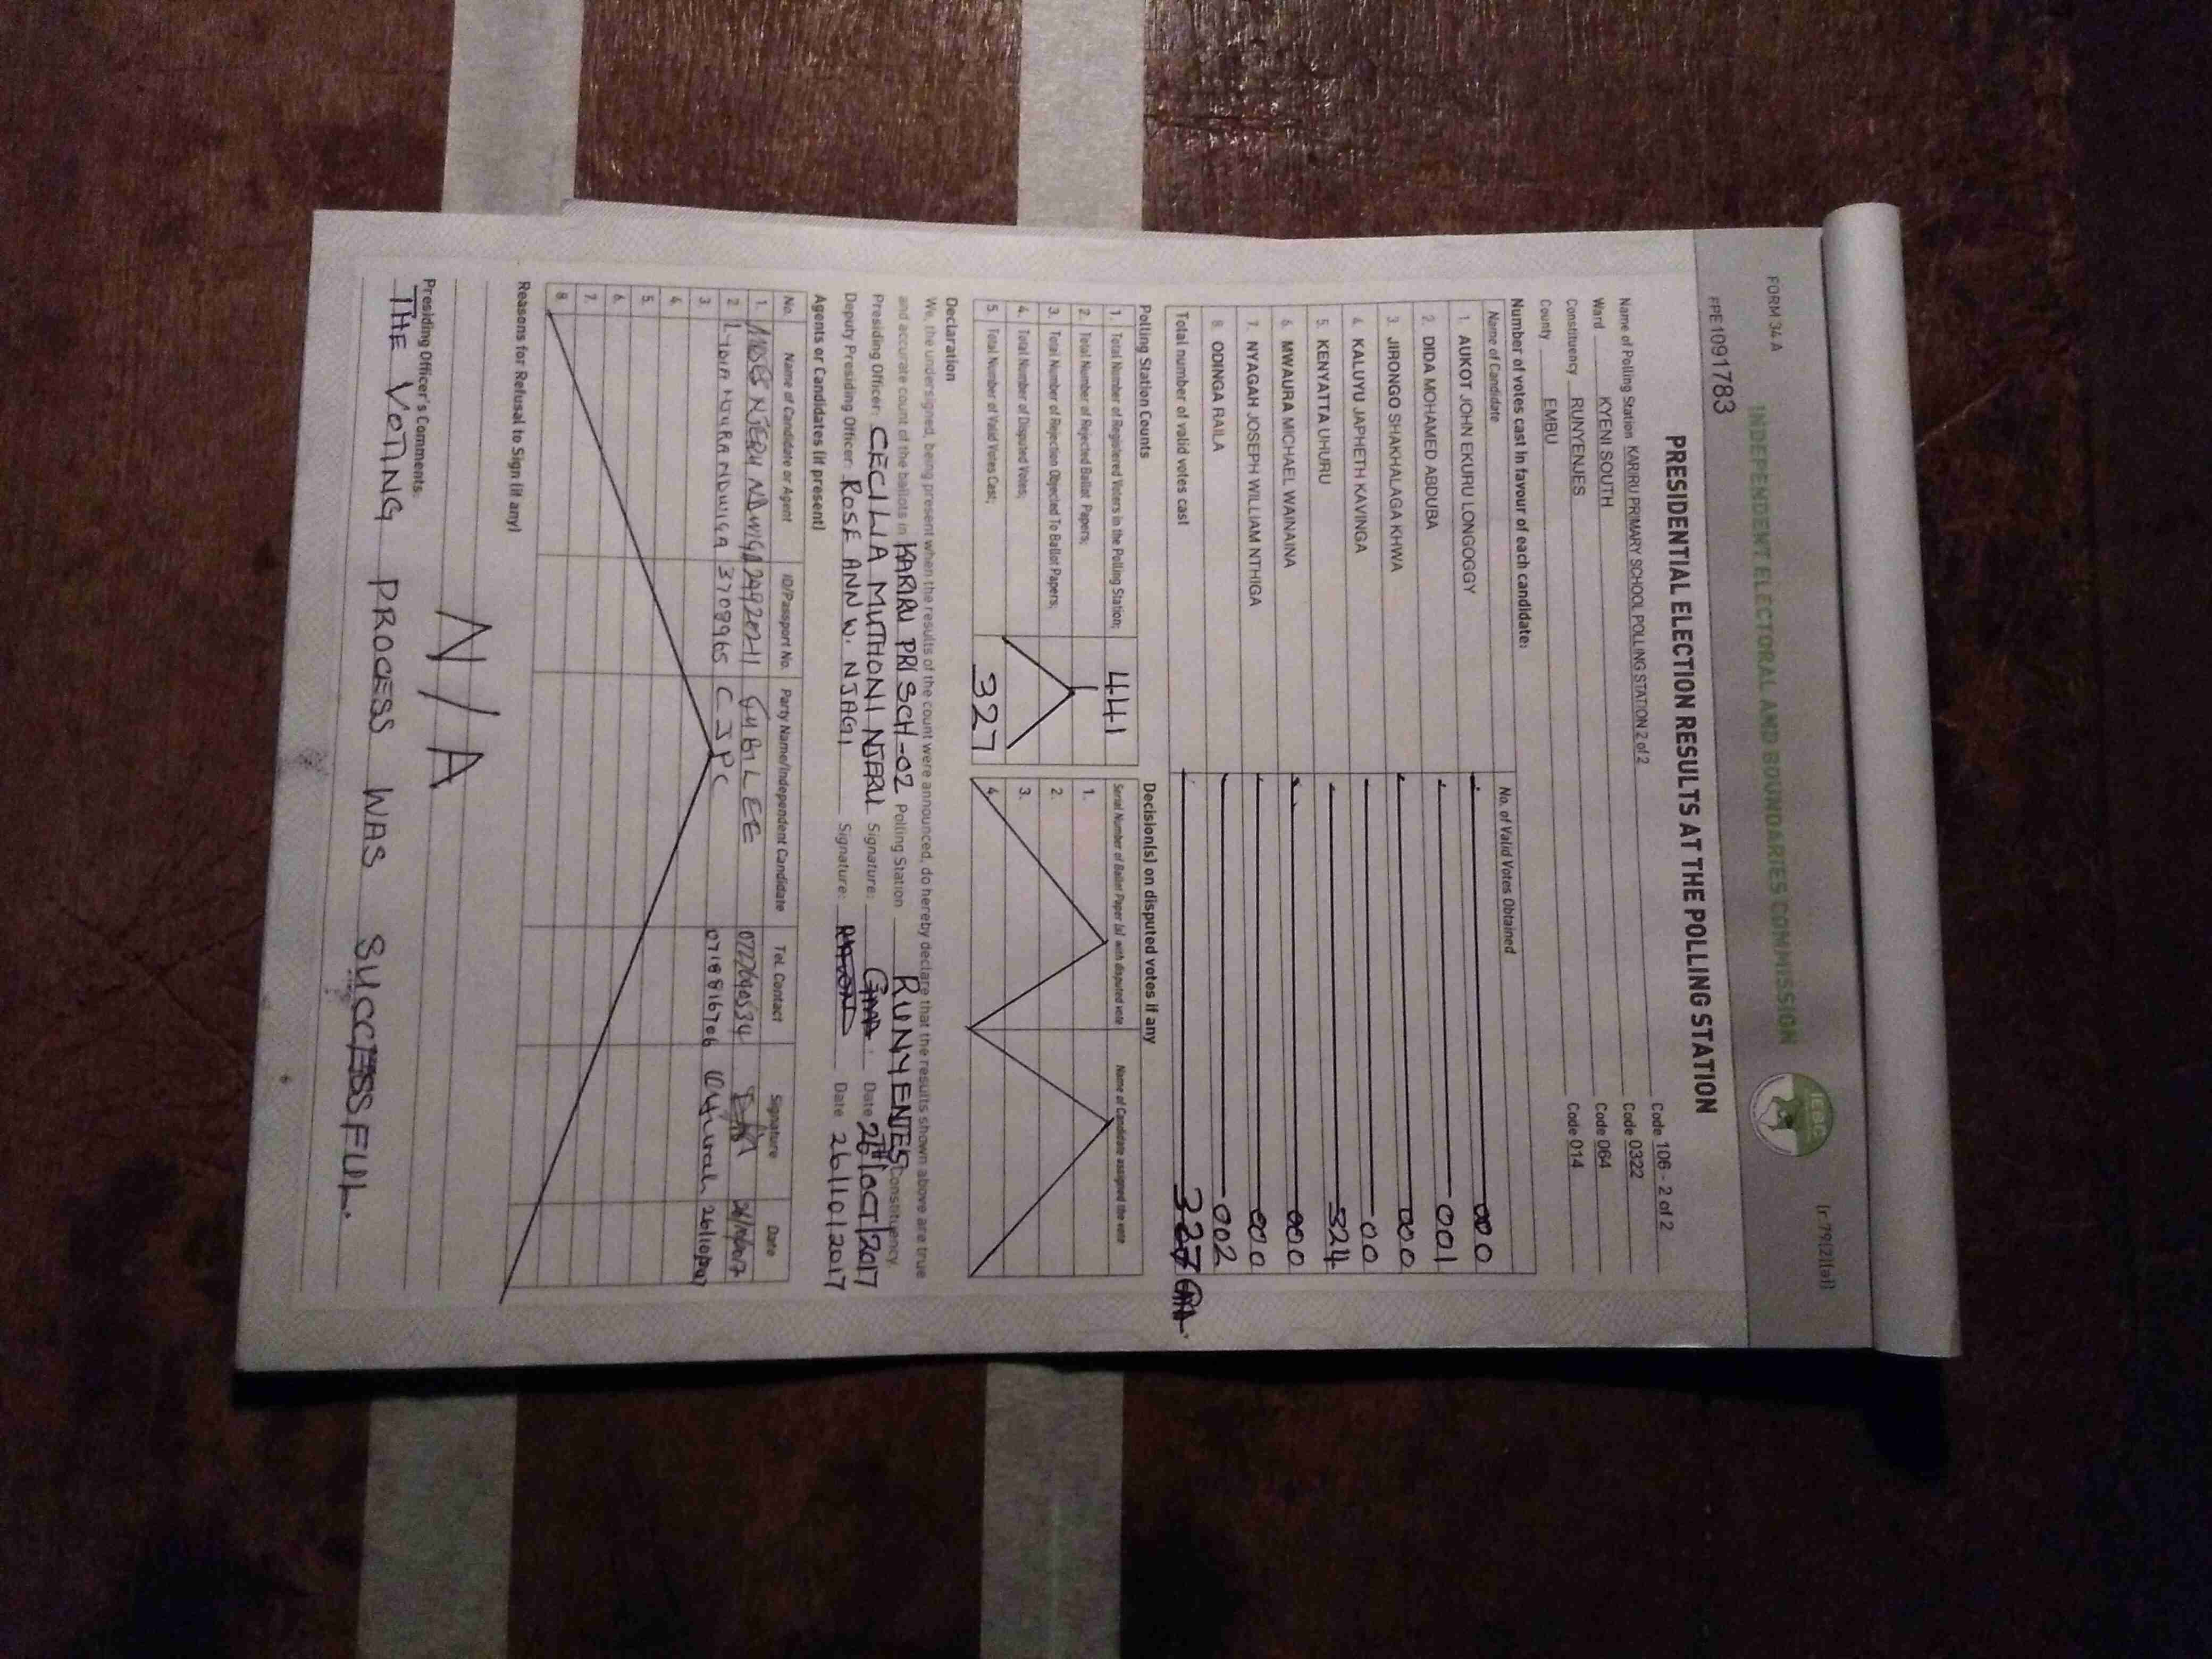 FORM 34 A
[r.79(2)(a)]
INDEPENDENT ELECTORAL AND BOUNDARIES COMMISSION
IEBC
PPE 1091783
PRESIDENTIAL ELECTION RESULTS AT THE POLLING STATION
Name of Polling Station KARIRU PRIMARY SCHOOL POLLING STATION 2 of 2 Code 106 - 2 of 2
Ward KYENI SOUTH Code 0322
Constituency RUNYENJES Code 064
County EMBU Code 014
Number of votes cast in favour of each candidate:
Name of Candidate No. of Valid Votes Obtained
1. AUKOT JOHN EKURU LONGOGGY 000
2. DIDA MOHAMED ABDUBA 001
3. JIRONGO SHAKHALAGA KHWA 000
4. KALUYU JAPHETH KAVINGA 00
5. KENYATTA UHURU 324
6. MWAURA MICHAEL WAINAINA 000
7. NYAGAH JOSEPH WILLIAM NTHIGA 000
8. ODINGA RAILA 002
Total number of valid votes cast 327
Polling Station Counts
1. Total Number of Registered Voters in the Polling Station; 441
2. Total Number of Rejected Ballot Papers;
3. Total Number of Rejection Objected To Ballot Papers;
4. Total Number of Disputed Votes;
5. Total Number of Valid Votes Cast; 327
Decision(s) on disputed votes if any
Serial Number of Ballot Paper (s) with disputed vote Name of Candidate assigned the vote
1.
2.
3.
4.
Declaration
We, the undersigned, being present when the results of the count were announced, do hereby declare that the results shown above are true
and accurate count of the ballots in KARIRU PRI SCH-02 Polling Station RUNYENJES Constituency.
Presiding Officer: CECILIA MUTHONI NJERU Signature: Date 26TH/OCT/2017
Deputy Presiding Officer: ROSE ANN W. NJAGI Signature: Date 26/10/2017
Agents or Candidates (if present)
No. Name of Candidate or Agent ID/Passport No. Party Name/Independent Candidate Tel. Contact Signature Date
1. MOSES NJERU JUBILEE
2. LYDIA 3708965 CJPC 0718816706 26/10/2017
3.
4.
5.
6.
7.
8.
Reasons for Refusal to Sign (if any)
N/A
Presiding Officer's Comments:
THE VOTING PROCESS WAS SUCCESSFUL.